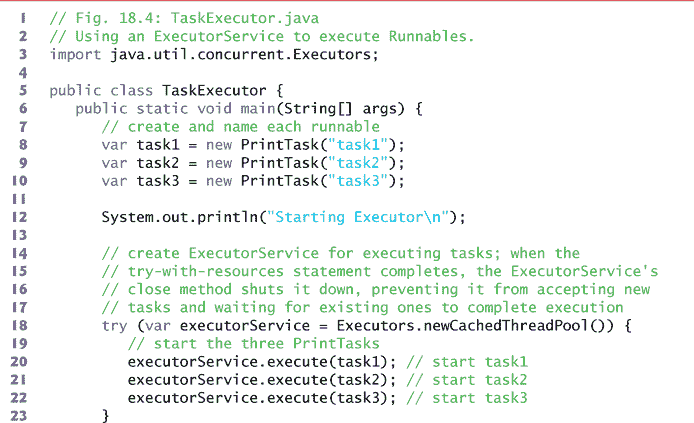 1 // Fig. 18.4: TaskExecutor.java
2 // Using an ExecutorService to execute Runnables.
3 import java.util.concurrent.Executors;
4
5 public class TaskExecutor {
6 public static void main(String[] args) {
7 // create and name each runnable
8 var task1 = new PrintTask("task1");
9 var task2 = new PrintTask("task2");
10 var task3 = new PrintTask("task3");
11
12 System.out.println("Starting Executor\n");
13
14 // create ExecutorService for executing tasks; when the
15 // try-with-resources statement completes, the ExecutorService's
16 // close method shuts it down, preventing it from accepting new
17 // tasks and waiting for existing ones to complete execution
18 try (var executorService = Executors.newCachedThreadPool()) {
19 // start the three PrintTasks
20 executorService.execute(task1); // start task1
21 executorService.execute(task2); // start task2
22 executorService.execute(task3); // start task3
23 }